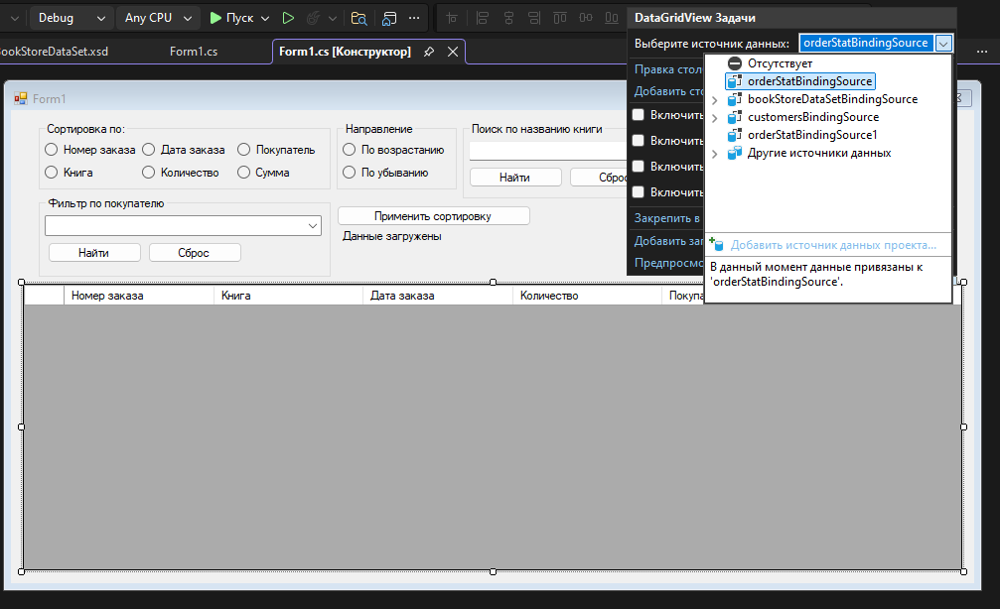 Debug
Any CPU
Пуск
DataGridView Задачи
ookStoreDataSet.xsd
Form1.cs
Form1.cs [Конструктор]
Выберите источник данных:
orderStatBindingSource
Правка стол
Добавить сто
Включить
Включить
Включить
Включить
Закрепить в
Добавить зап
Предпросмо
Отсутствует
orderStatBindingSource
bookStoreDataSetBindingSource
customersBindingSource
orderStatBindingSource1
Другие источники данных
Добавить источник данных проекта...
В данный момент данные привязаны к
'orderStatBindingSource'.
Form1
Сортировка по:
Номер заказа
Дата заказа
Покупатель
Книга
Количество
Сумма
Направление
По возрастанию
По убыванию
Поиск по названию книги
Найти
Сброс
Фильтр по покупателю
Найти
Сброс
Применить сортировку
Данные загружены
Номер заказа
Книга
Дата заказа
Количество
Покупа